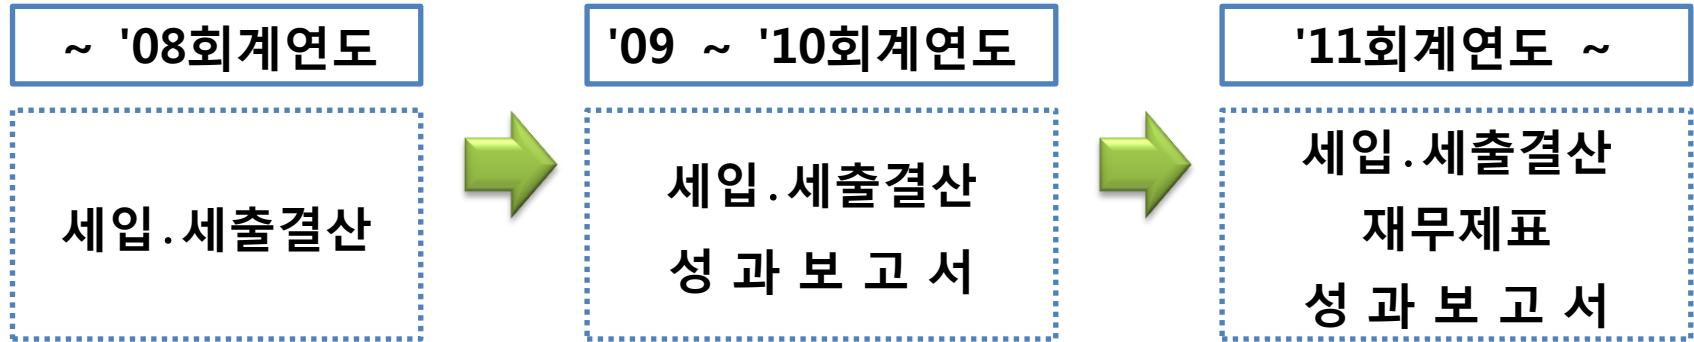 ~ '08회계연도
세입.세출결산
'09 ~ '10회계연도
세입.세출결산
성 과 보 고 서
'11회계연도 ~
세입.세출결산
재무제표
성 과 보 고 서